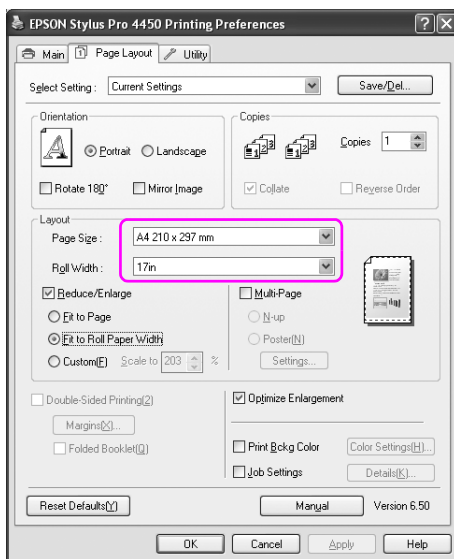 EPSON Stylus Pro 4450 Printing Preferences
Main Page Layout Utility
Select Setting : Current Settings Save/Del...
Orientation
Portrait Landscape
Rotate 180° Mirror Image
Copies
Copies 1
Collate Reverse Order
Layout
Page Size : A4 210 x 297 mm
Roll Width : 17in
Reduce/Enlarge
Fit to Page
Fit to Roll Paper Width
Custom(F) Scale to 203 %
Multi-Page
N-up
Poster(N)
Settings...
Double-Sided Printing(2)
Margins(X)...
Folded Booklet(Q)
Optimize Enlargement
Print Bckg Color Color Settings(H)...
Job Settings Details(K)...
Reset Defaults(Y) Manual Version 6.50
OK Cancel Apply Help